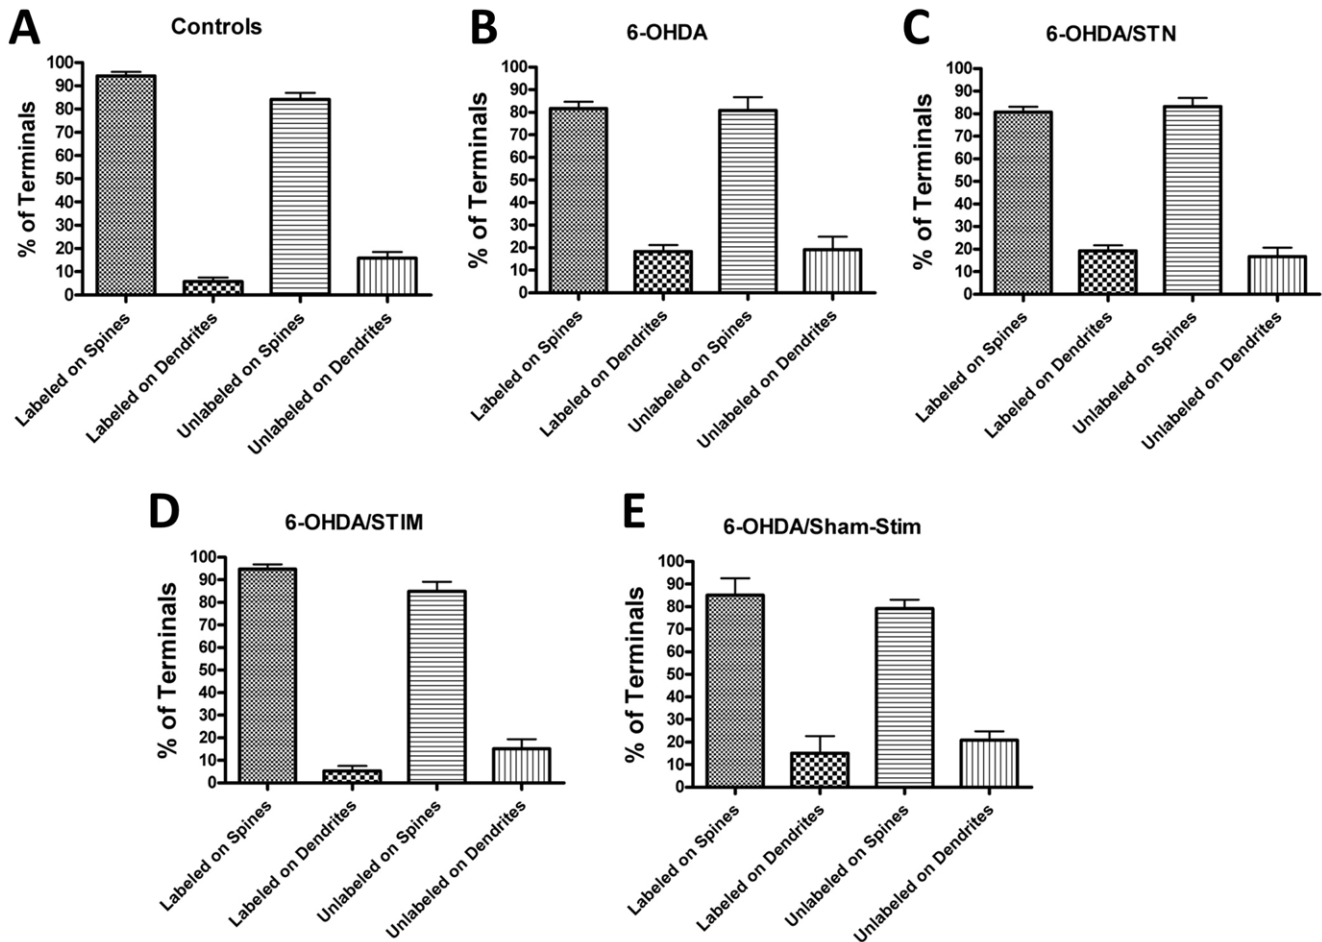 A
Controls
% of Terminals
100
90
80
70
60
50
40
30
20
10
0
Labeled on Spines
Labeled on Dendrites
Unlabeled on Spines
Unlabeled on Dendrites
B
6-OHDA
% of Terminals
100
90
80
70
60
50
40
30
20
10
0
Labeled on Spines
Labeled on Dendrites
Unlabeled on Spines
Unlabeled on Dendrites
C
6-OHDA/STN
% of Terminals
100
90
80
70
60
50
40
30
20
10
0
Labeled on Spines
Labeled on Dendrites
Unlabeled on Spines
Unlabeled on Dendrites
D
6-OHDA/STIM
% of Terminals
100
90
80
70
60
50
40
30
20
10
0
Labeled on Spines
Labeled on Dendrites
Unlabeled on Spines
Unlabeled on Dendrites
E
6-OHDA/Sham-Stim
% of Terminals
100
90
80
70
60
50
40
30
20
10
0
Labeled on Spines
Labeled on Dendrites
Unlabeled on Spines
Unlabeled on Dendrites